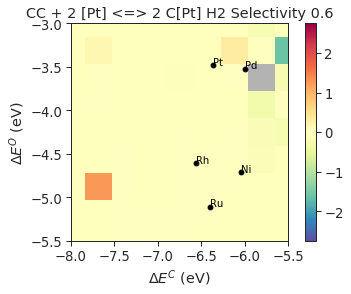 CC + 2 [Pt] <=> 2 C[Pt] H2 Selectivity 0.6
−3.0
−3.5
−4.0
−4.5
−5.0
−5.5
ΔE^O (eV)
Pt
Pd
Rh
Ni
Ru
−8.0 −7.5 −7.0 −6.5 −6.0 −5.5
ΔE^C (eV)
2
1
0
−1
−2